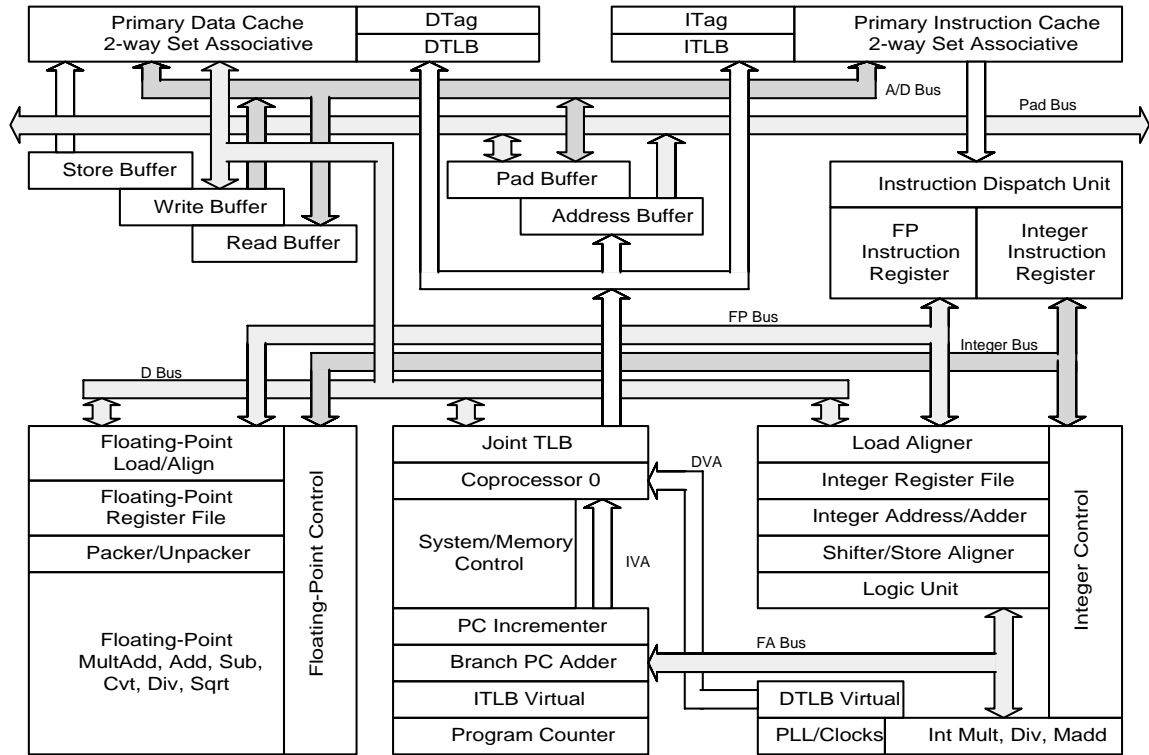 Primary Data Cache
2-way Set Associative
DTag
DTLB
ITag
ITLB
Primary Instruction Cache
2-way Set Associative
A/D Bus
Pad Bus
Store Buffer
Write Buffer
Read Buffer
Pad Buffer
Address Buffer
Instruction Dispatch Unit
FP
Instruction
Register
Integer
Instruction
Register
FP Bus
Integer Bus
D Bus
Floating-Point
Load/Align
Floating-Point
Register File
Packer/Unpacker
Floating-Point
MultAdd, Add, Sub,
Cvt, Div, Sqrt
Floating-Point Control
Joint TLB
Coprocessor 0
System/Memory
Control
PC Incrementer
Branch PC Adder
ITLB Virtual
Program Counter
DVA
IVA
FA Bus
Load Aligner
Integer Register File
Integer Address/Adder
Shifter/Store Aligner
Logic Unit
Integer Control
DTLB Virtual
PLL/Clocks
Int Mult, Div, Madd